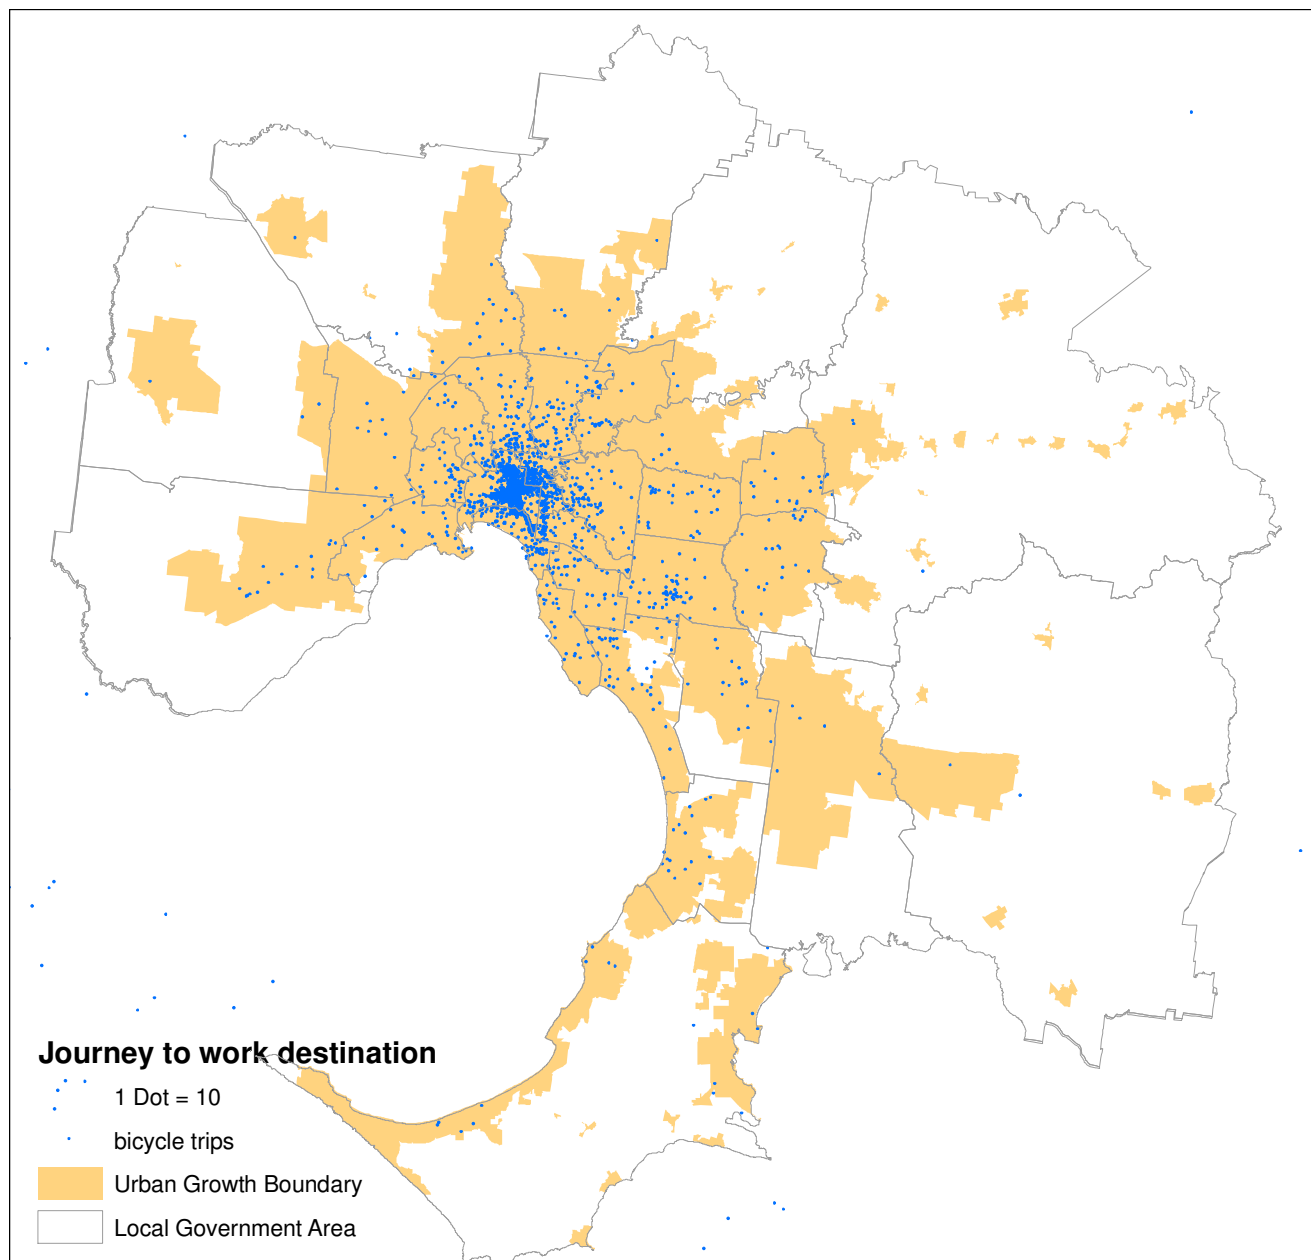 Journey to work destination
1 Dot = 10
bicycle trips
Urban Growth Boundary
Local Government Area